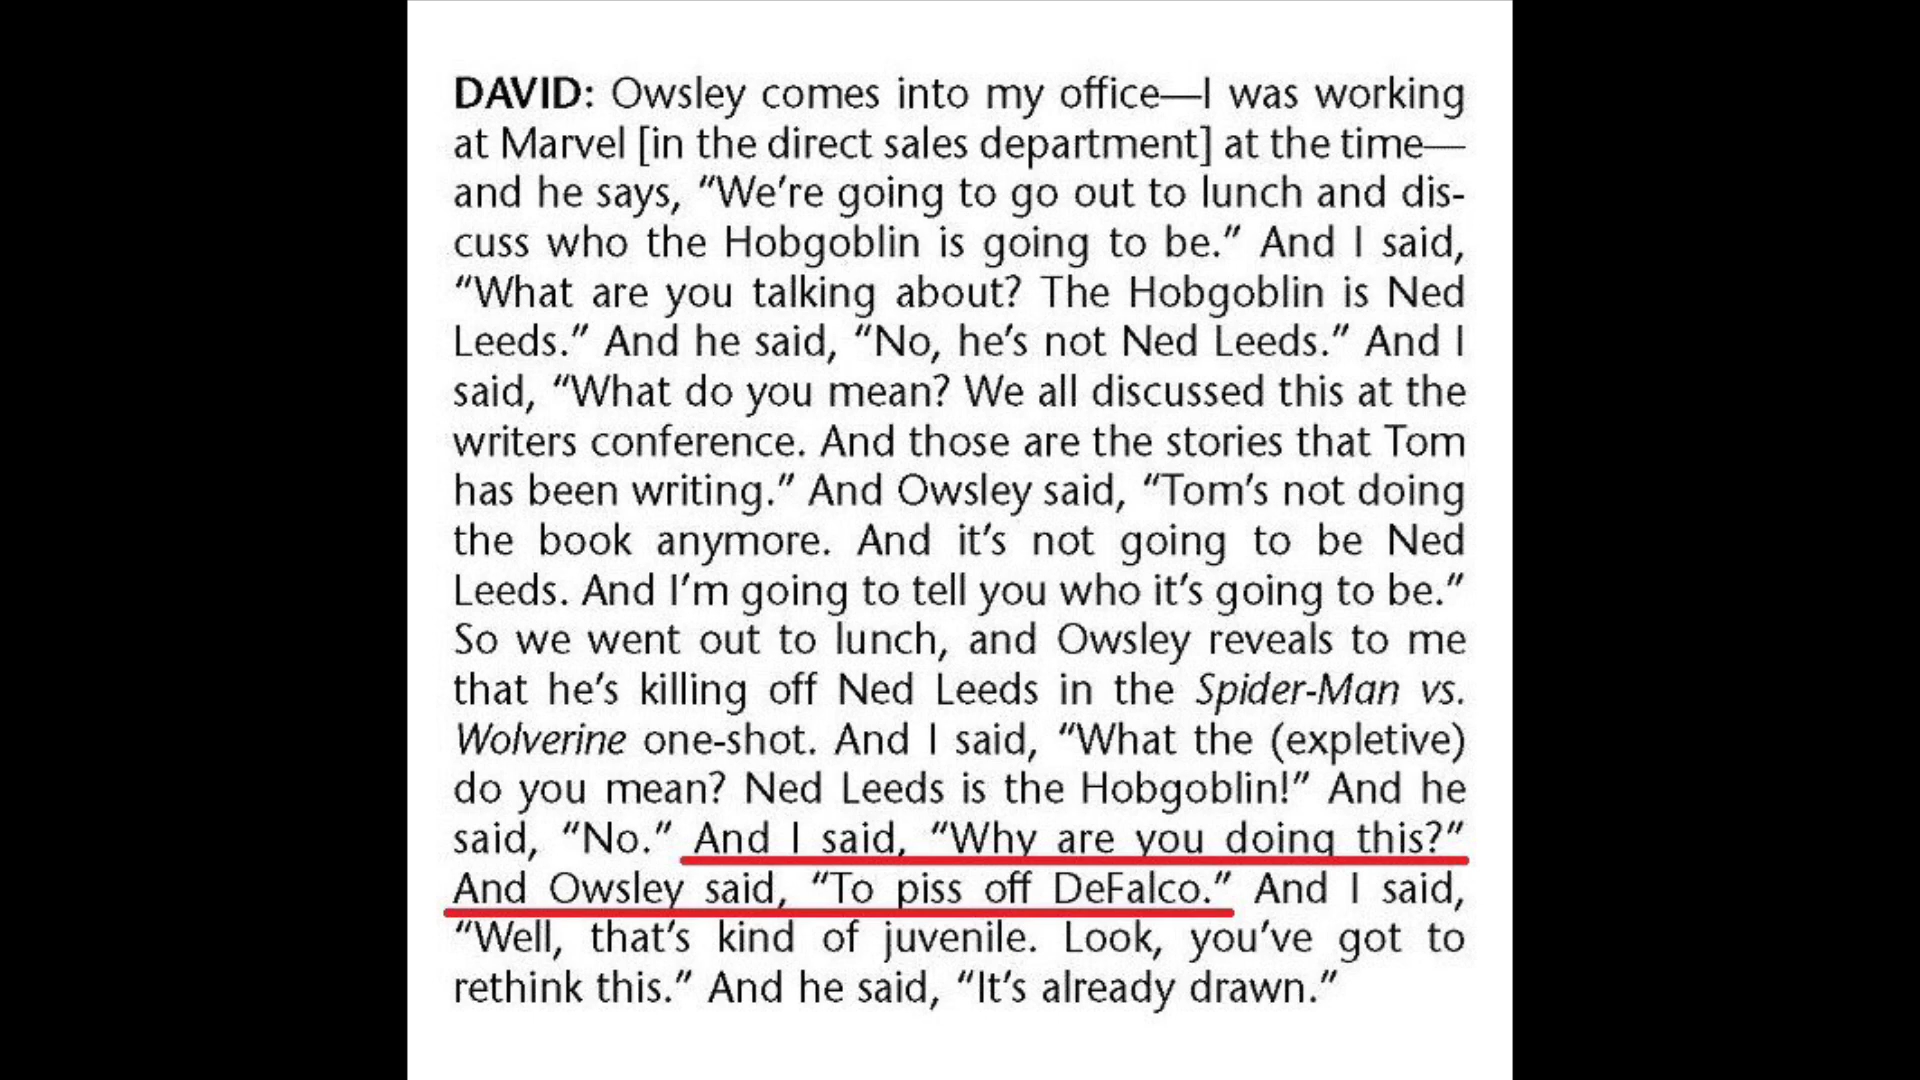 DAVID: Owsley comes into my office—I was working
at Marvel [in the direct sales department] at the time—
and he says, “We’re going to go out to lunch and dis-
cuss who the Hobgoblin is going to be.” And I said,
“What are you talking about? The Hobgoblin is Ned
Leeds.” And he said, “No, he’s not Ned Leeds.” And I
said, “What do you mean? We all discussed this at the
writers conference. And those are the stories that Tom
has been writing.” And Owsley said, “Tom’s not doing
the book anymore. And it’s not going to be Ned
Leeds. And I’m going to tell you who it’s going to be.”
So we went out to lunch, and Owsley reveals to me
that he’s killing off Ned Leeds in the Spider-Man vs.
Wolverine one-shot. And I said, “What the (expletive)
do you mean? Ned Leeds is the Hobgoblin!” And he
said, “No.” And I said, “Why are you doing this?”
And Owsley said, “To piss off DeFalco.” And I said,
“Well, that’s kind of juvenile. Look, you’ve got to
rethink this.” And he said, “It’s already drawn.”